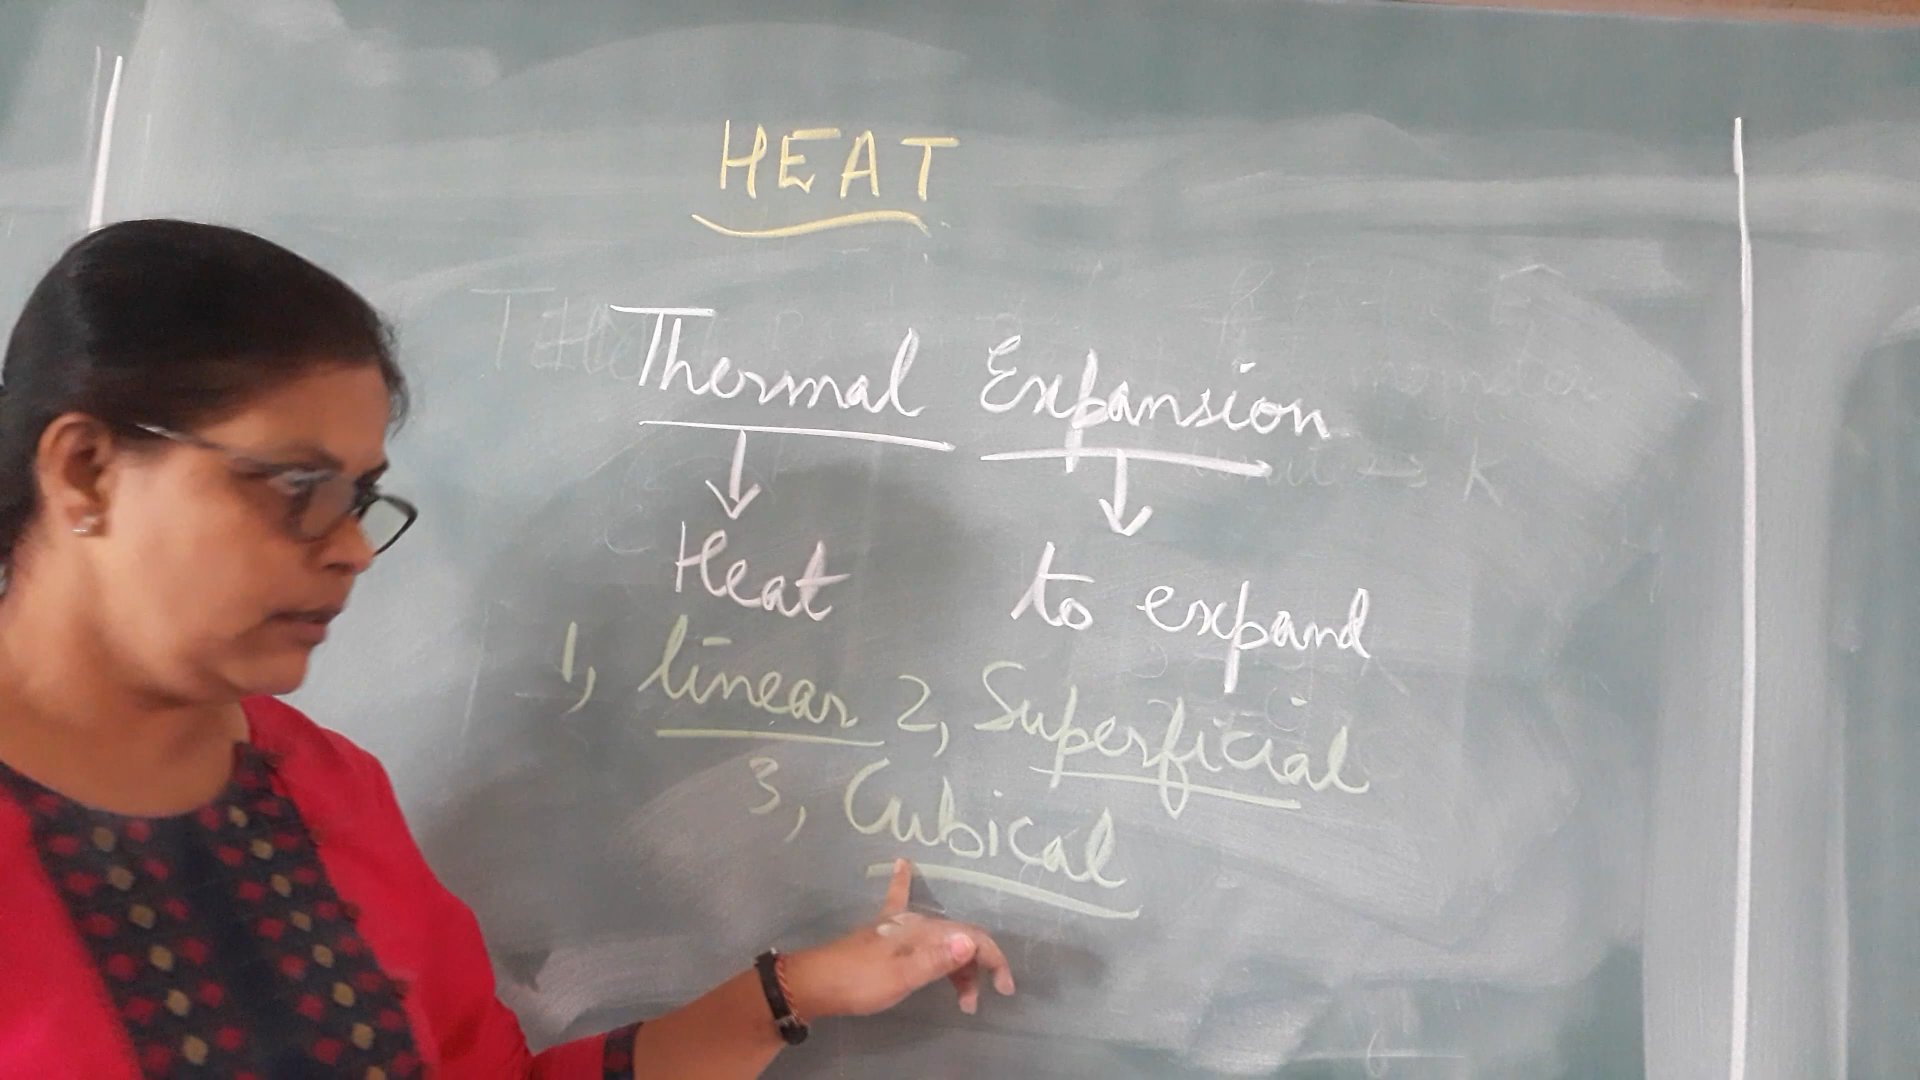 HEAT
Thermal Expansion
Heat to expand
1, linear 2, Superficial
3, Cubical